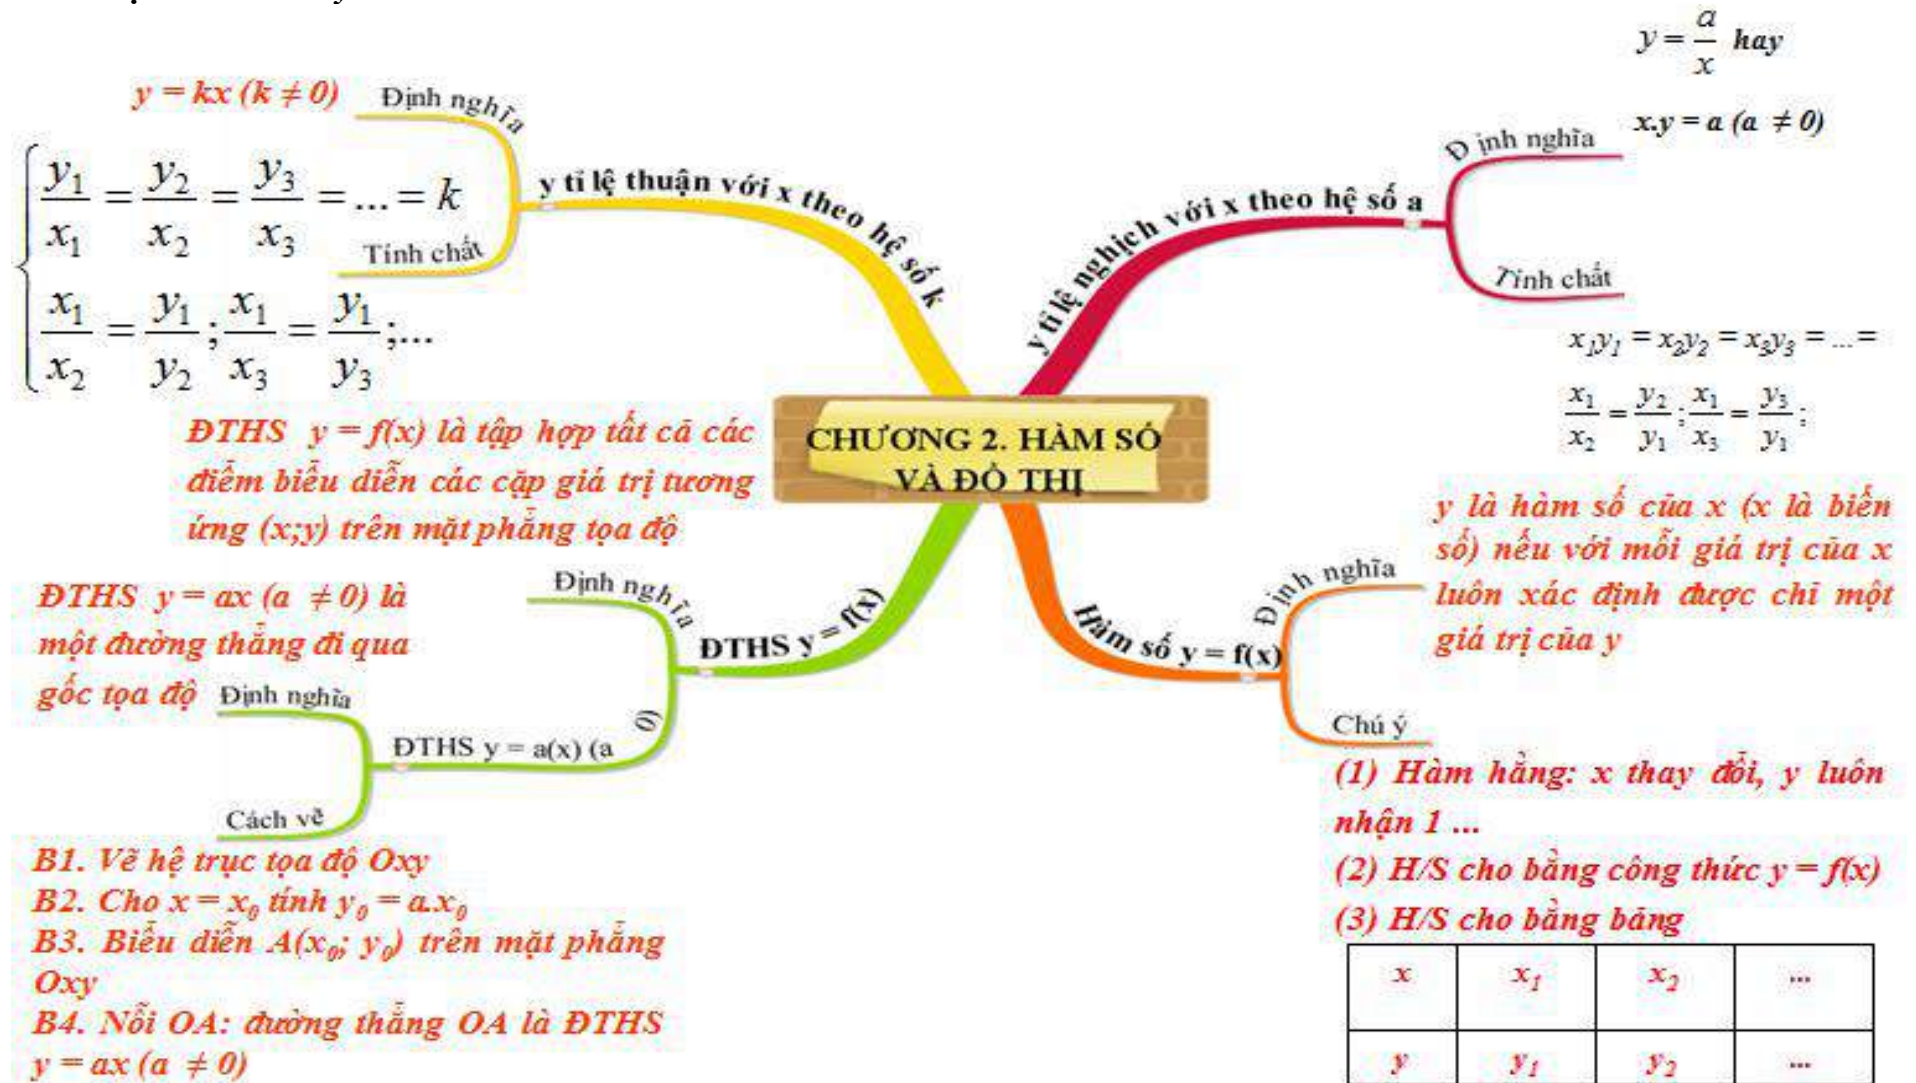 y = kx (k ≠ 0)
Định nghĩa
y₁/x₁ = y₂/x₂ = y₃/x₃ = ... = k
Tính chất
x₁/x₂ = y₁/y₂ ; x₁/x₃ = y₁/y₃ ;...
y tỉ lệ thuận với x theo hệ số k
y = a/x hay
x.y = a (a ≠ 0)
Định nghĩa
y tỉ lệ nghịch với x theo hệ số a
Tính chất
x₁y₁ = x₂y₂ = x₃y₃ = ... =
x₁/x₂ = y₂/y₁ ; x₁/x₃ = y₃/y₁ ;
CHƯƠNG 2. HÀM SỐ
VÀ ĐỒ THỊ
ĐTHS y = f(x) là tập hợp tất cả các
điểm biểu diễn các cặp giá trị tương
ứng (x;y) trên mặt phẳng tọa độ
Định nghĩa
ĐTHS y = f(x)
ĐTHS y = ax (a ≠ 0) là
một đường thẳng đi qua
gốc tọa độ
Định nghĩa
ĐTHS y = a(x) (a 0)
Cách vẽ
B1. Vẽ hệ trục tọa độ Oxy
B2. Cho x = x₀ tính y₀ = a.x₀
B3. Biểu diễn A(x₀; y₀) trên mặt phẳng
Oxy
B4. Nối OA: đường thẳng OA là ĐTHS
y = ax (a ≠ 0)
y là hàm số của x (x là biến
số) nếu với mỗi giá trị của x
luôn xác định được chỉ một
giá trị của y
Định nghĩa
Hàm số y = f(x)
Chú ý
(1) Hàm hằng: x thay đổi, y luôn
nhận 1 ...
(2) H/S cho bằng công thức y = f(x)
(3) H/S cho bằng bảng
x x₁ x₂ ...
y y₁ y₂ ...